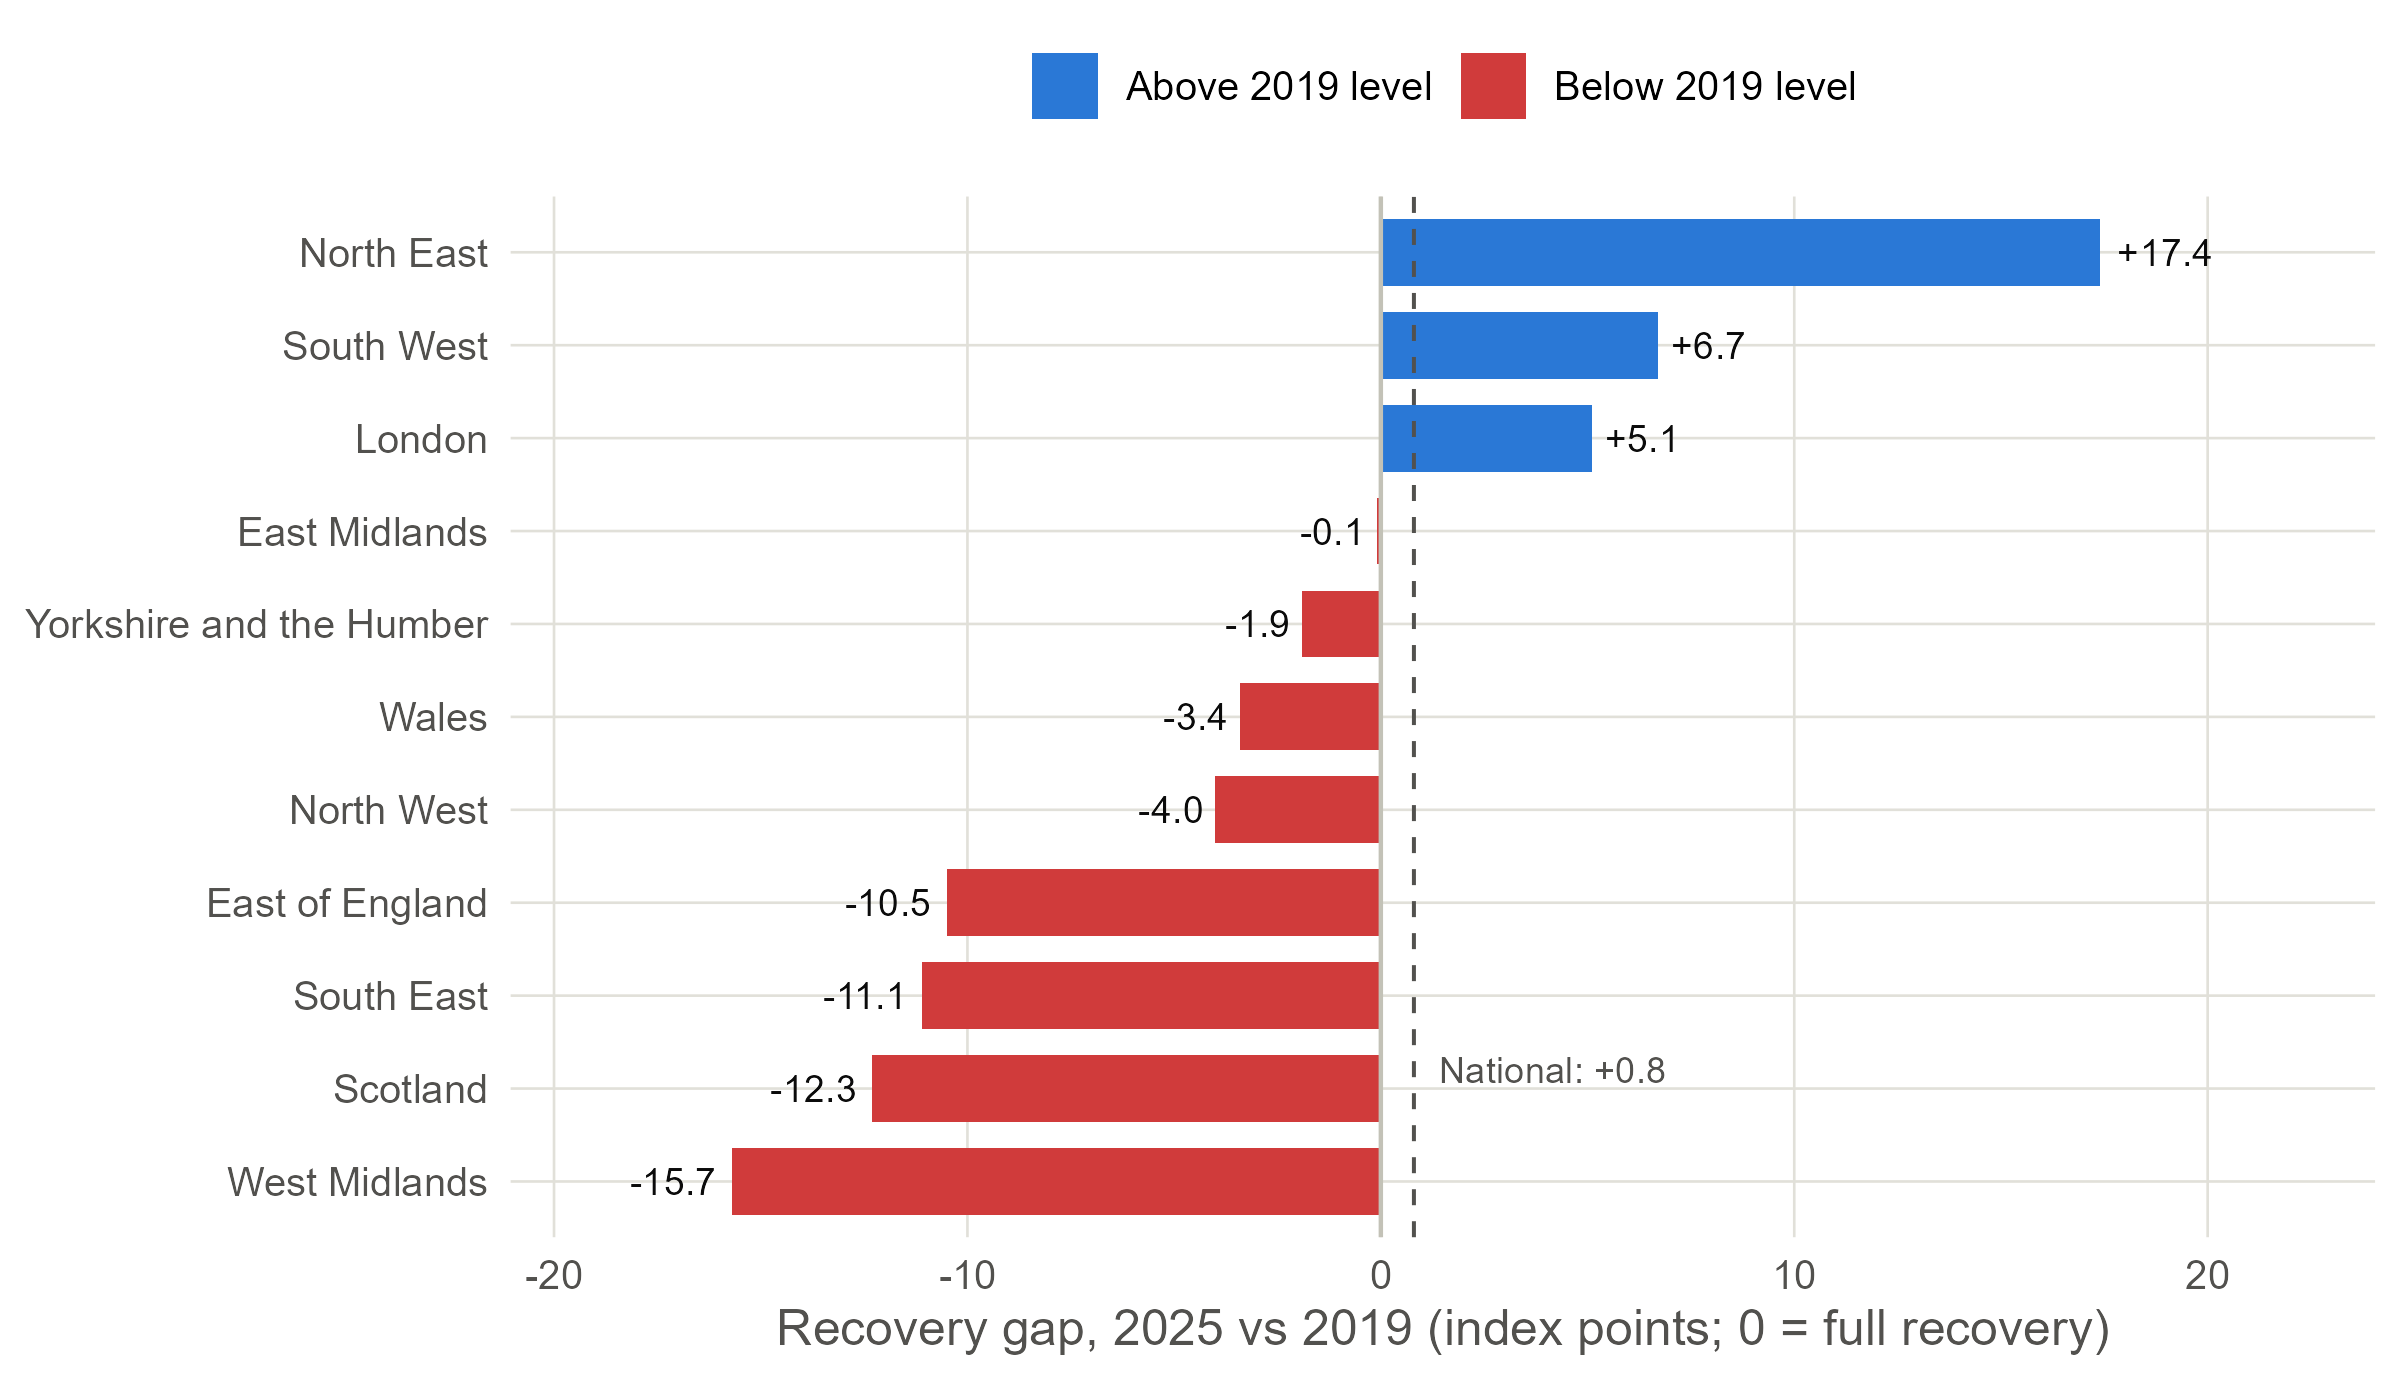 Above 2019 level Below 2019 level
North East +17.4
South West +6.7
London +5.1
East Midlands -0.1
Yorkshire and the Humber -1.9
Wales -3.4
North West -4.0
East of England -10.5
South East -11.1
National: +0.8
Scotland -12.3
West Midlands -15.7
-20 -10 0 10 20
Recovery gap, 2025 vs 2019 (index points; 0 = full recovery)